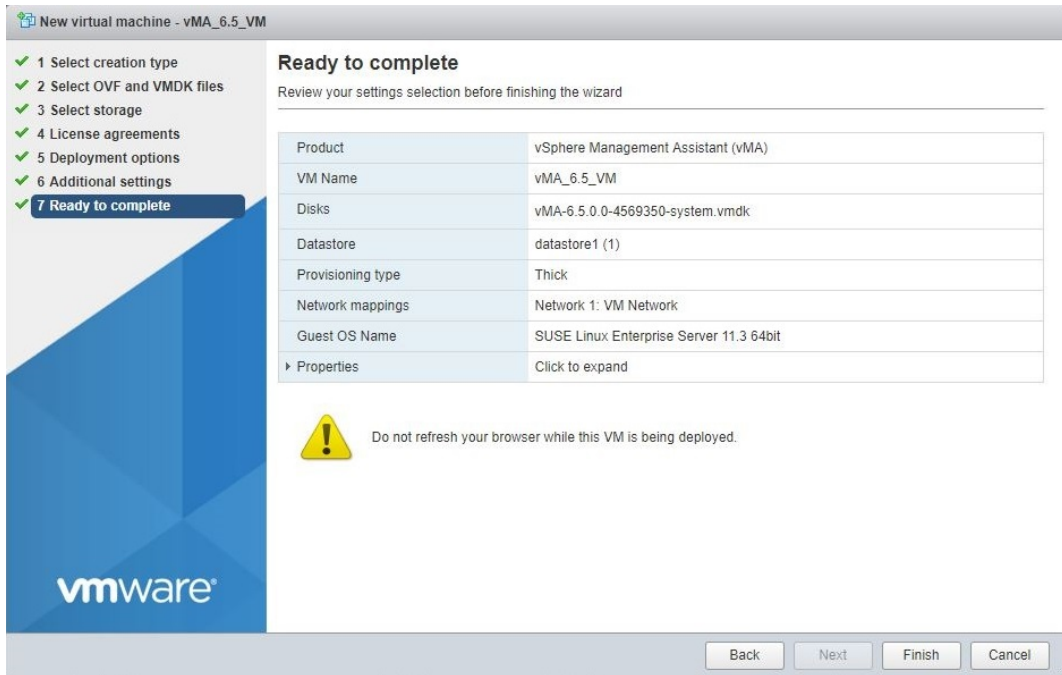 New virtual machine - vMA_6.5_VM
1 Select creation type
2 Select OVF and VMDK files
3 Select storage
4 License agreements
5 Deployment options
6 Additional settings
7 Ready to complete
Ready to complete
Review your settings selection before finishing the wizard
Product vSphere Management Assistant (vMA)
VM Name vMA_6.5_VM
Disks vMA-6.5.0.0-4569350-system.vmdk
Datastore datastore1 (1)
Provisioning type Thick
Network mappings Network 1: VM Network
Guest OS Name SUSE Linux Enterprise Server 11.3 64bit
Properties Click to expand
Do not refresh your browser while this VM is being deployed.
vmware®
Back Next Finish Cancel